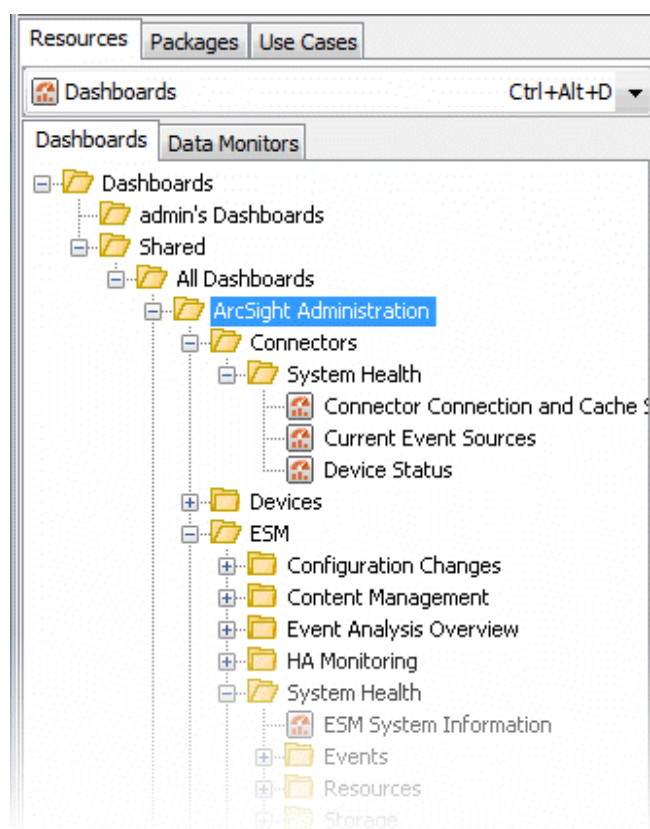 Resources Packages Use Cases
Dashboards Ctrl+Alt+D
Dashboards Data Monitors
Dashboards
admin's Dashboards
Shared
All Dashboards
ArcSight Administration
Connectors
System Health
Connector Connection and Cache S
Current Event Sources
Device Status
Devices
ESM
Configuration Changes
Content Management
Event Analysis Overview
HA Monitoring
System Health
ESM System Information
Events
Resources
Storage